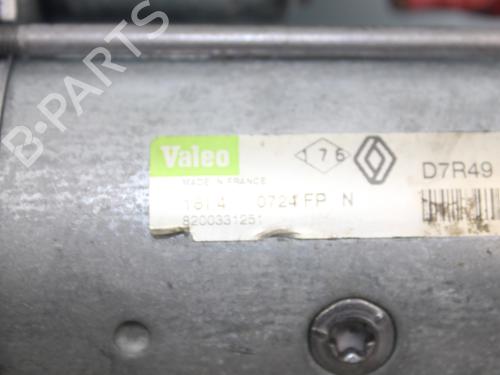 B-PARTS
Valeo 176 D7R49
MADE IN FRANCE
0724 FP N
8200331251